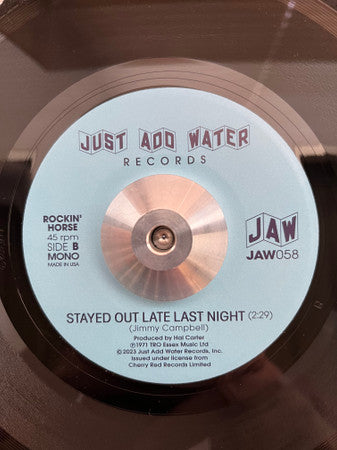 JUST ADD WATER
RECORDS
ROCKIN'
HORSE
45 rpm
SIDE B
MONO
MADE IN USA
JAW
JAW058
STAYED OUT LATE LAST NIGHT (2:29)
(Jimmy Campbell)
Produced by Hal Carter
℗1971 TRO Essex Music Ltd
©2023 Just Add Water Records, Inc.
Issued under license from
Cherry Red Records Limited